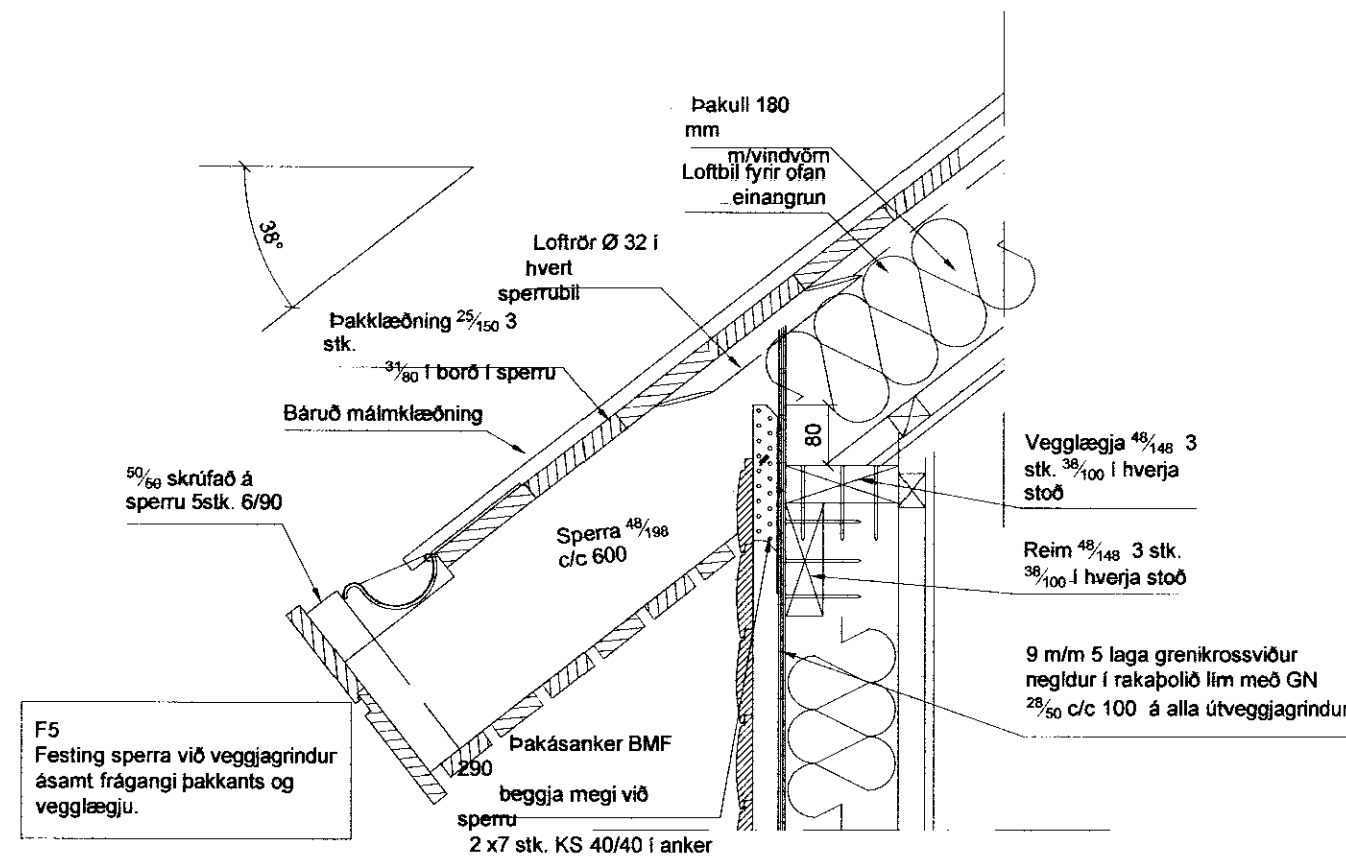 Þakull 180
mm
m/vindvörn
Loftbil fyrir ofan
einangrun
38°
Loftrör Ø 32 í
hvert
sperrubil
Þakklæðning 25/150 3
stk.
31/80 í borð í sperru
Báruð málmklæðning
50/50 skrúfað á
sperru 5stk. 6/90
Sperra 48/198
c/c 600
80
Vegglægja 48/148 3
stk. 38/100 í hverja
stoð
Reim 48/148 3 stk.
38/100 í hverja stoð
9 m/m 5 laga grenikrossviður
negldur í rakaþolið lím með GN
28/50 c/c 100 á alla útveggjagrindur
F5
Festing sperra við veggjagrindur
ásamt frágangi þakkants og
vegglægju.
Þakásanker BMF
290
beggja megi við
sperru
2 x7 stk. KS 40/40 í anker